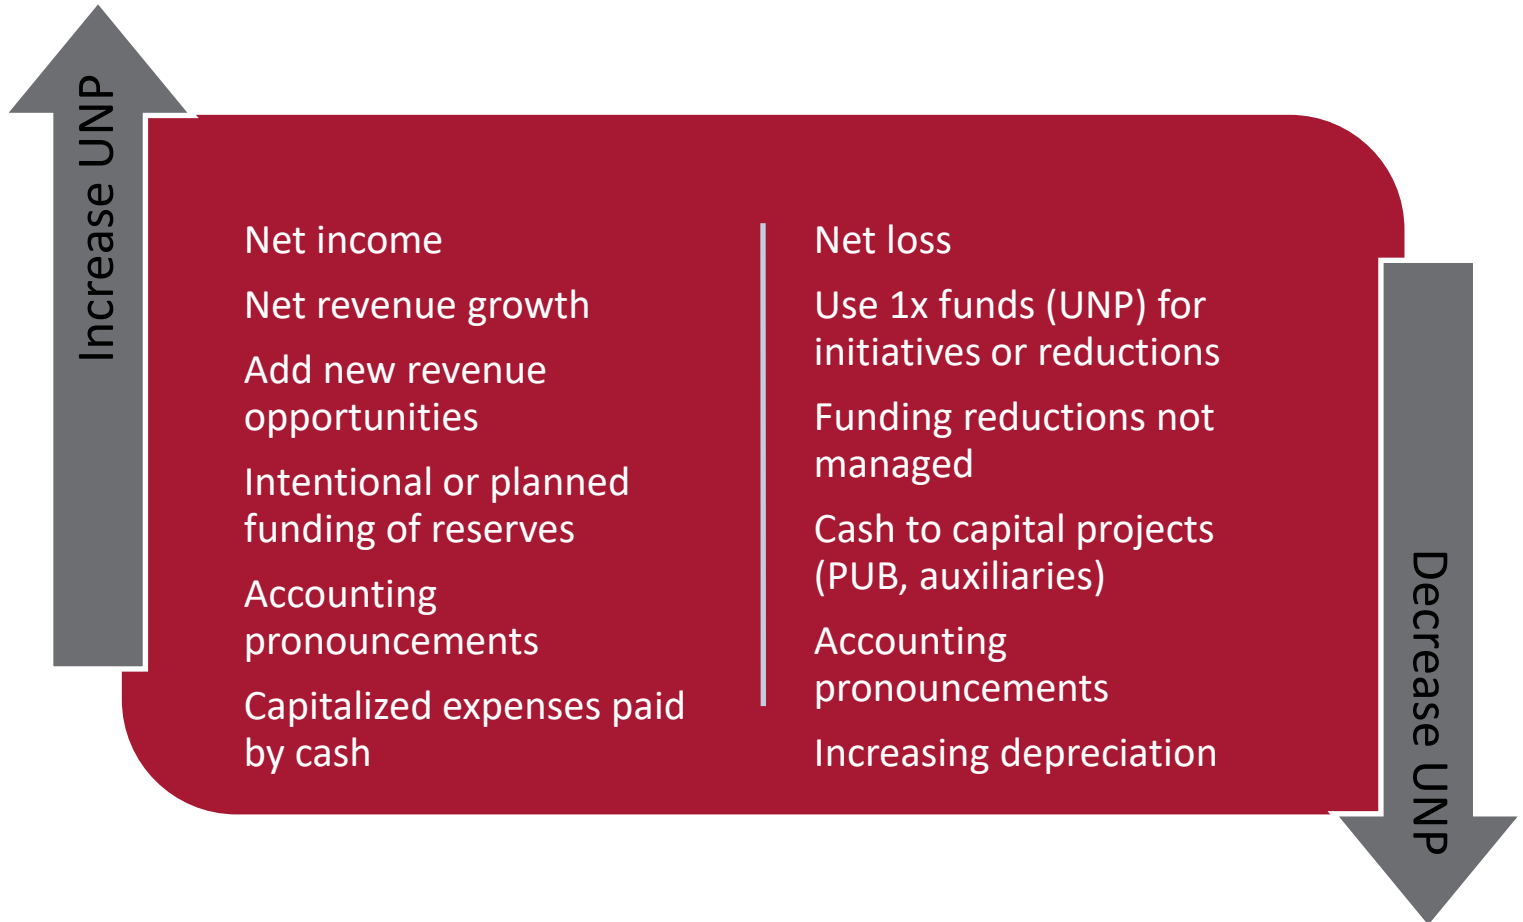 Increase UNP
Net income
Net revenue growth
Add new revenue
opportunities
Intentional or planned
funding of reserves
Accounting
pronouncements
Capitalized expenses paid
by cash
Net loss
Use 1x funds (UNP) for
initiatives or reductions
Funding reductions not
managed
Cash to capital projects
(PUB, auxiliaries)
Accounting
pronouncements
Increasing depreciation
Decrease UNP